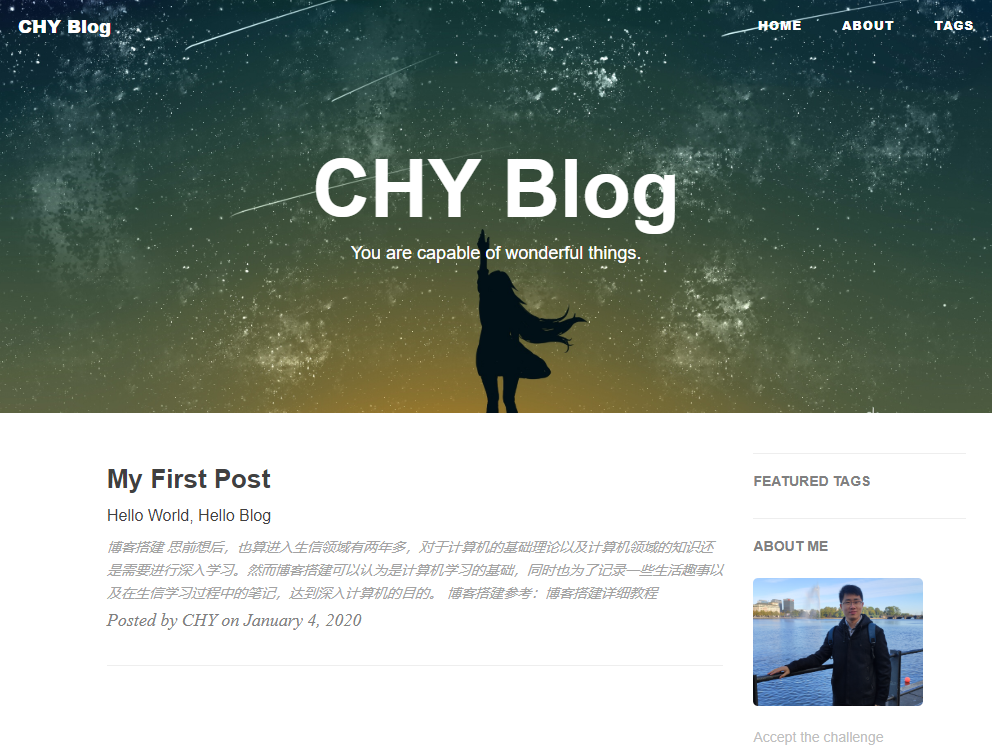 CHY Blog
HOME ABOUT TAGS
CHY Blog
You are capable of wonderful things.
My First Post
Hello World, Hello Blog
博客搭建 思前想后，也算进入生信领域有两年多，对于计算机的基础理论以及计算机领域的知识还
是需要进行深入学习。然而博客搭建可以认为是计算机学习的基础，同时也为了记录一些生活趣事以
及在生信学习过程中的笔记，达到深入计算机的目的。 博客搭建参考：博客搭建详细教程
Posted by CHY on January 4, 2020
FEATURED TAGS
ABOUT ME
Accept the challenge